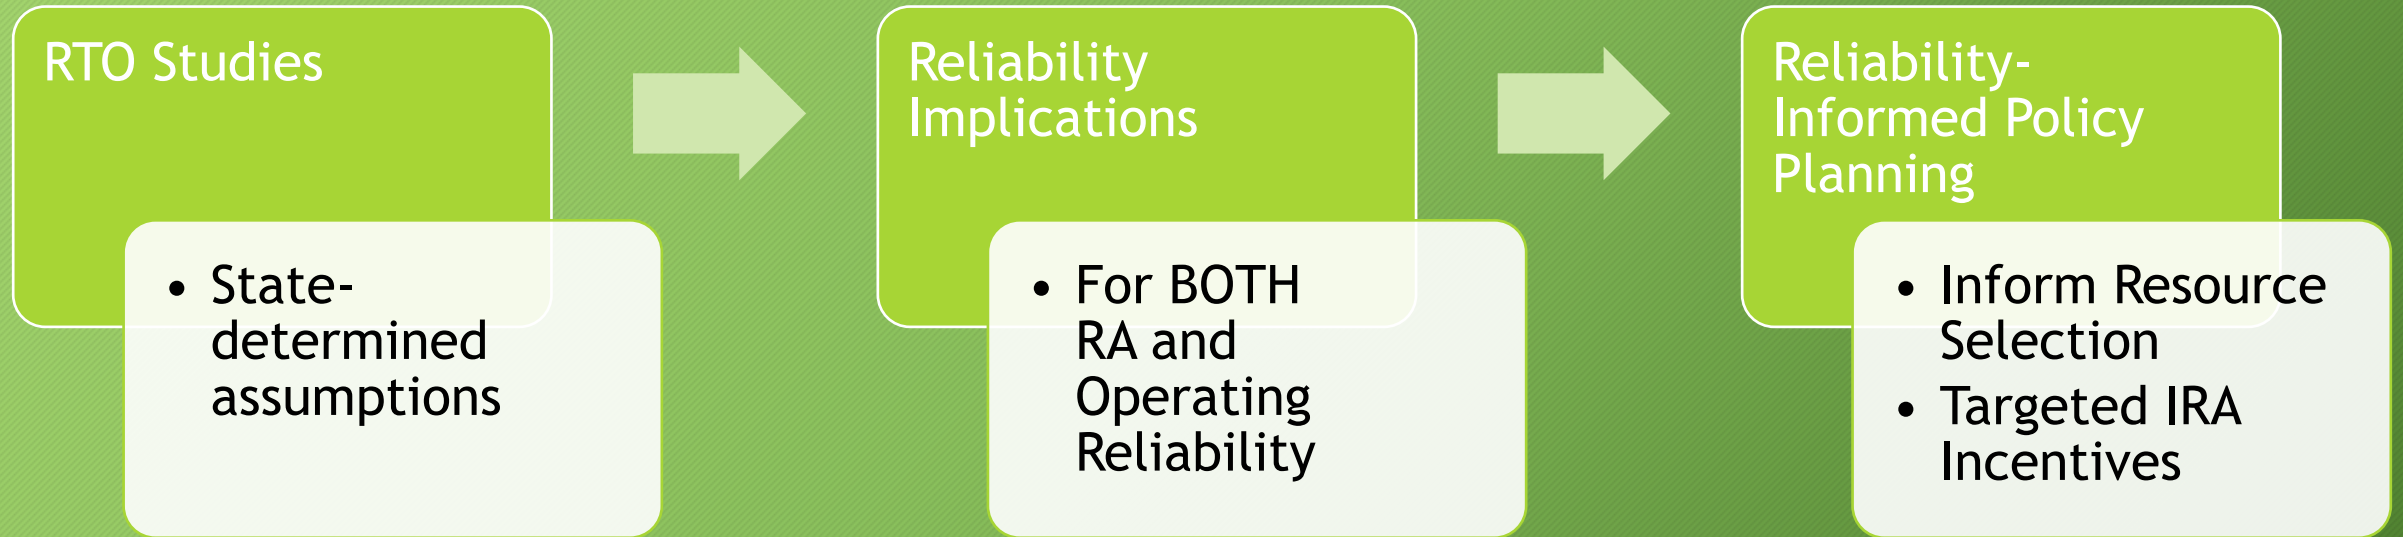 RTO Studies
• State-
determined
assumptions
Reliability
Implications
• For BOTH
RA and
Operating
Reliability
Reliability-
Informed Policy
Planning
• Inform Resource
Selection
• Targeted IRA
Incentives